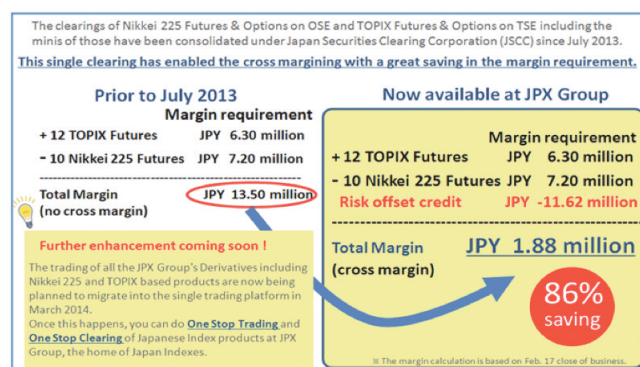 The clearings of Nikkei 225 Futures & Options on OSE and TOPIX Futures & Options on TSE including the
minis of those have been consolidated under Japan Securities Clearing Corporation (JSCC) since July 2013.
This single clearing has enabled the cross margining with a great saving in the margin requirement.
Prior to July 2013
Margin requirement
+ 12 TOPIX Futures JPY 6.30 million
- 10 Nikkei 225 Futures JPY 7.20 million
Total Margin JPY 13.50 million
(no cross margin)
Further enhancement coming soon !
The trading of all the JPX Group's Derivatives including
Nikkei 225 and TOPIX based products are now being
planned to migrate into the single trading platform in
March 2014.
Once this happens, you can do One Stop Trading and
One Stop Clearing of Japanese Index products at JPX
Group, the home of Japan Indexes.
Now available at JPX Group
Margin requirement
+ 12 TOPIX Futures JPY 6.30 million
- 10 Nikkei 225 Futures JPY 7.20 million
Risk offset credit JPY -11.62 million
Total Margin JPY 1.88 million
(cross margin)
86%
saving
※ The margin calculation is based on Feb. 17 close of business.